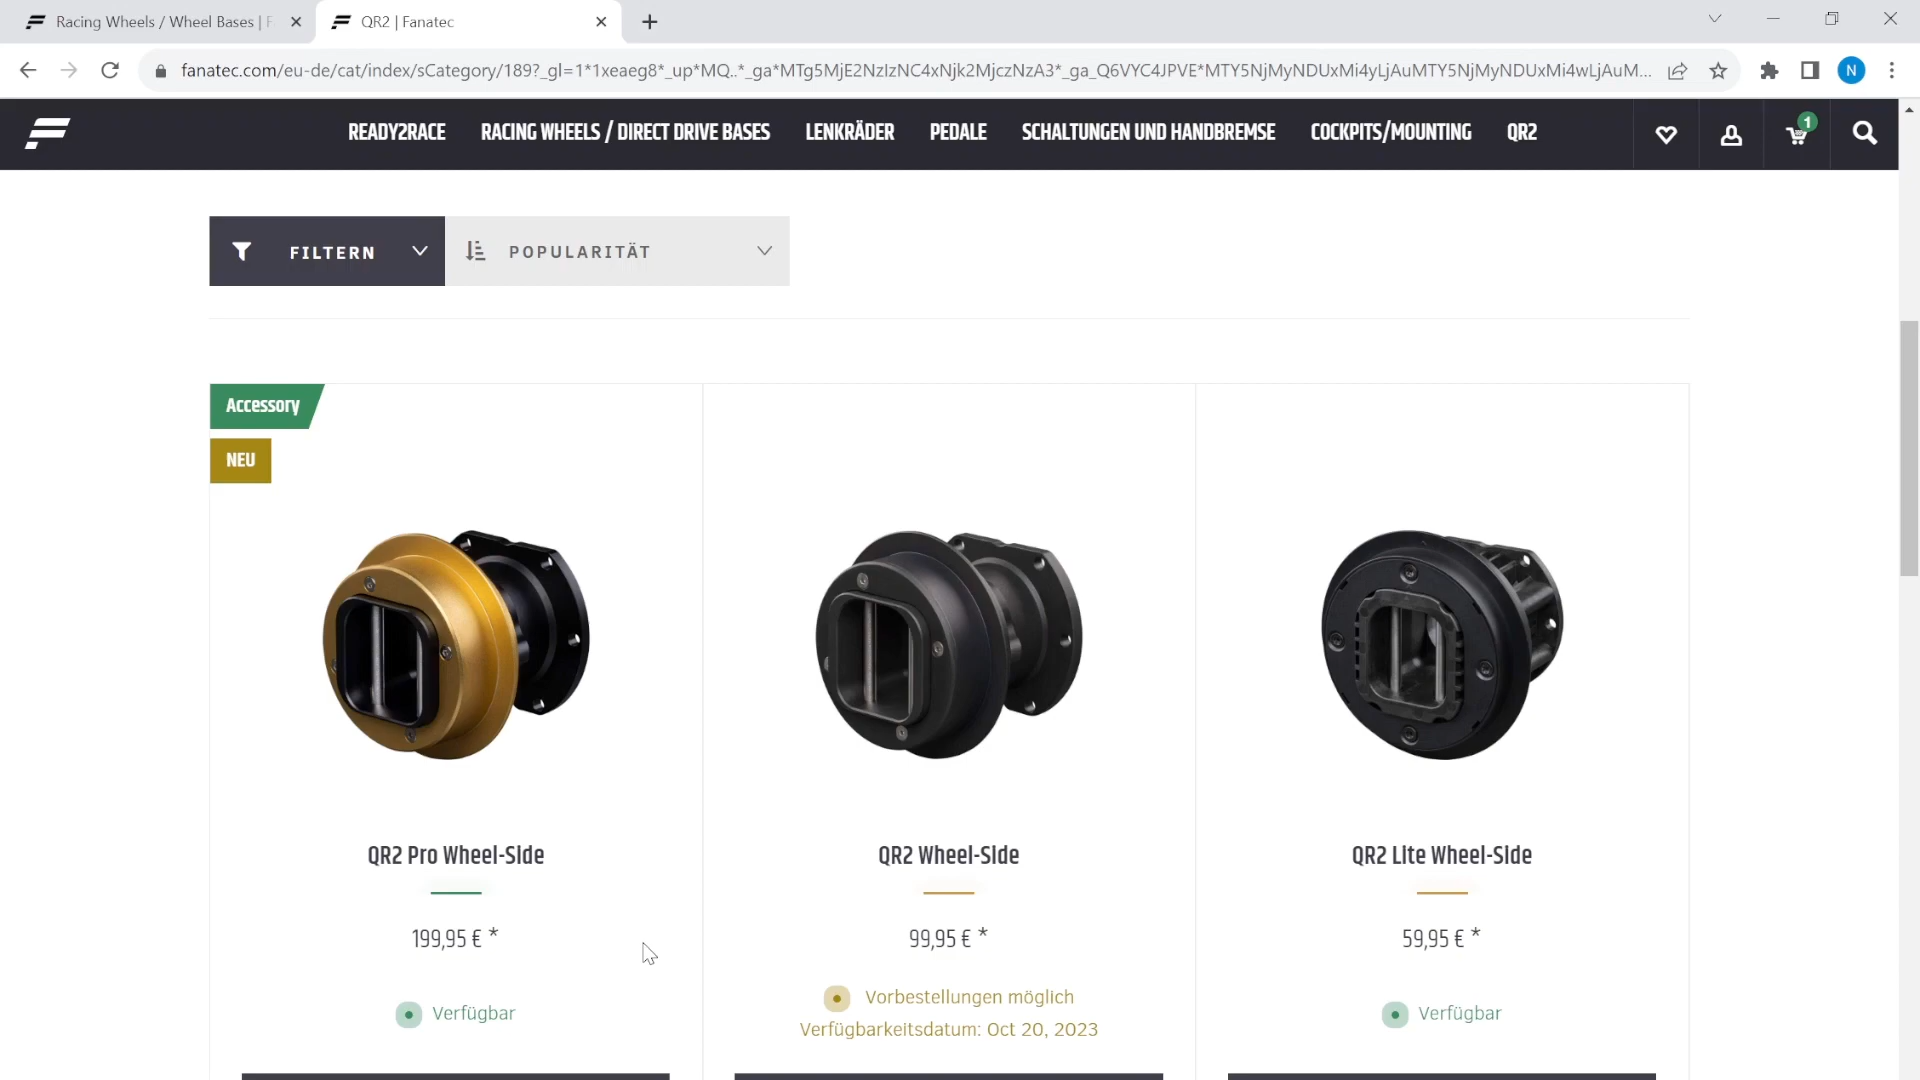 Racing Wheels / Wheel Bases | F
QR2 | Fanatec
fanatec.com/eu-de/cat/index/sCategory/189?_gl=1*1xeaeg8*_up*MQ..*_ga*MTg5MjE2NzIzNC4xNjk2MjczNzA3*_ga_Q6VYC4JPVE*MTY5NjMyNDUxMi4yLjAuMTY5NjMyNDUxMi4wLjAuM...
N
READY2RACE
RACING WHEELS / DIRECT DRIVE BASES
LENKRÄDER
PEDALE
SCHALTUNGEN UND HANDBREMSE
COCKPITS/MOUNTING
QR2
1
FILTERN
POPULARITÄT
Accessory
NEU
QR2 Pro Wheel-Side
199,95 € *
Verfügbar
QR2 Wheel-Side
99,95 € *
Vorbestellungen möglich
Verfügbarkeitsdatum: Oct 20, 2023
QR2 Lite Wheel-Side
59,95 € *
Verfügbar